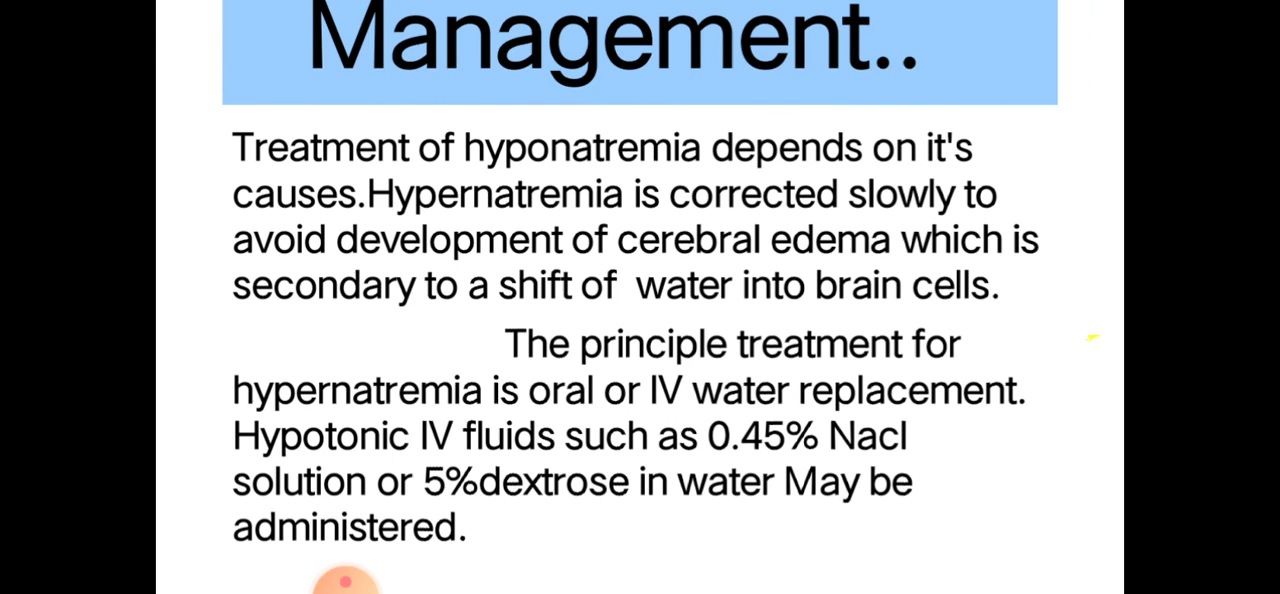 Management..
Treatment of hyponatremia depends on it's
causes.Hypernatremia is corrected slowly to
avoid development of cerebral edema which is
secondary to a shift of  water into brain cells.
The principle treatment for
hypernatremia is oral or IV water replacement.
Hypotonic IV fluids such as 0.45% Nacl
solution or 5%dextrose in water May be
administered.